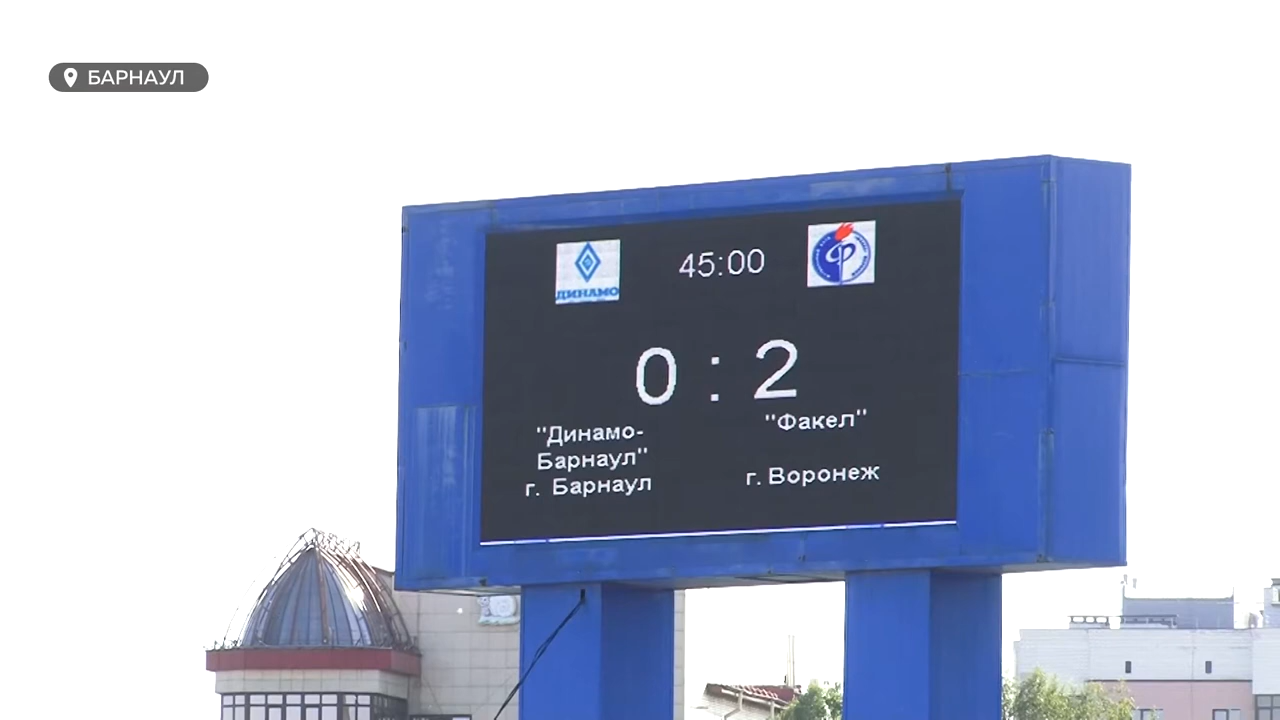 БАРНАУЛ
45:00
ДИНАМО
0 : 2
"Динамо-
Барнаул"
г. Барнаул
"Факел"
г. Воронеж